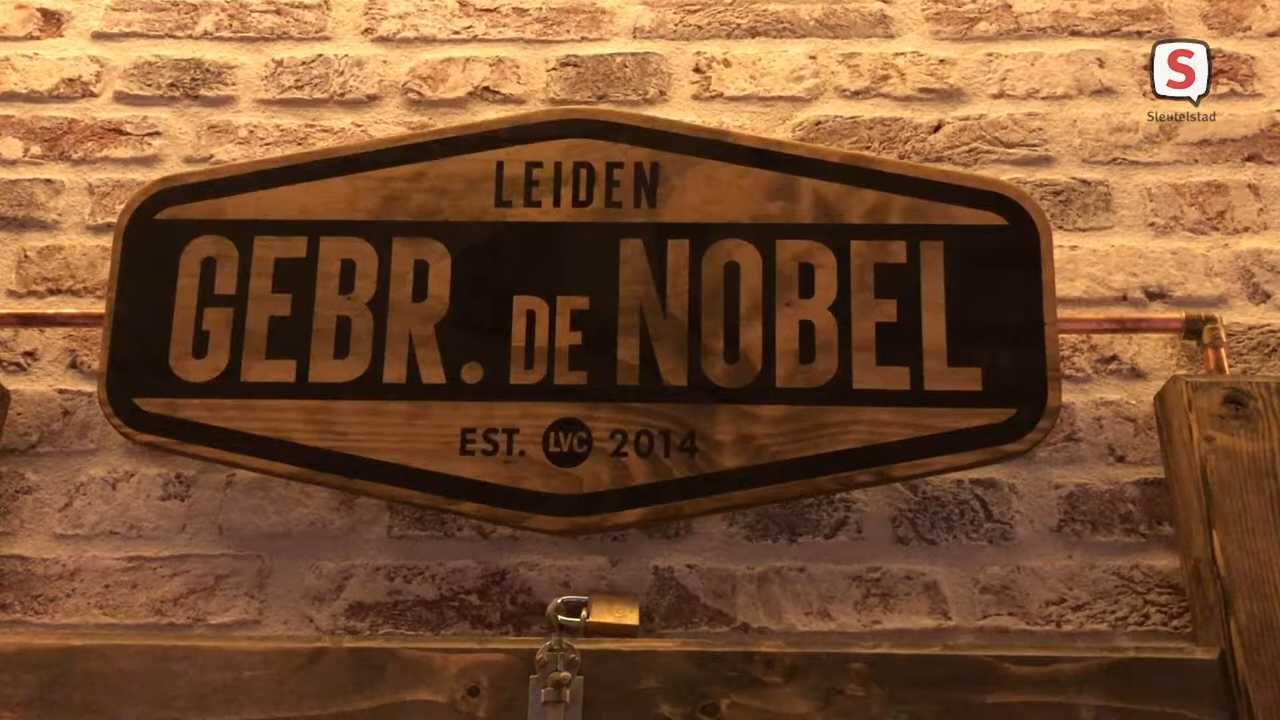 S
Sleutelstad
LEIDEN
GEBR. DE NOBEL
EST. LVC 2014